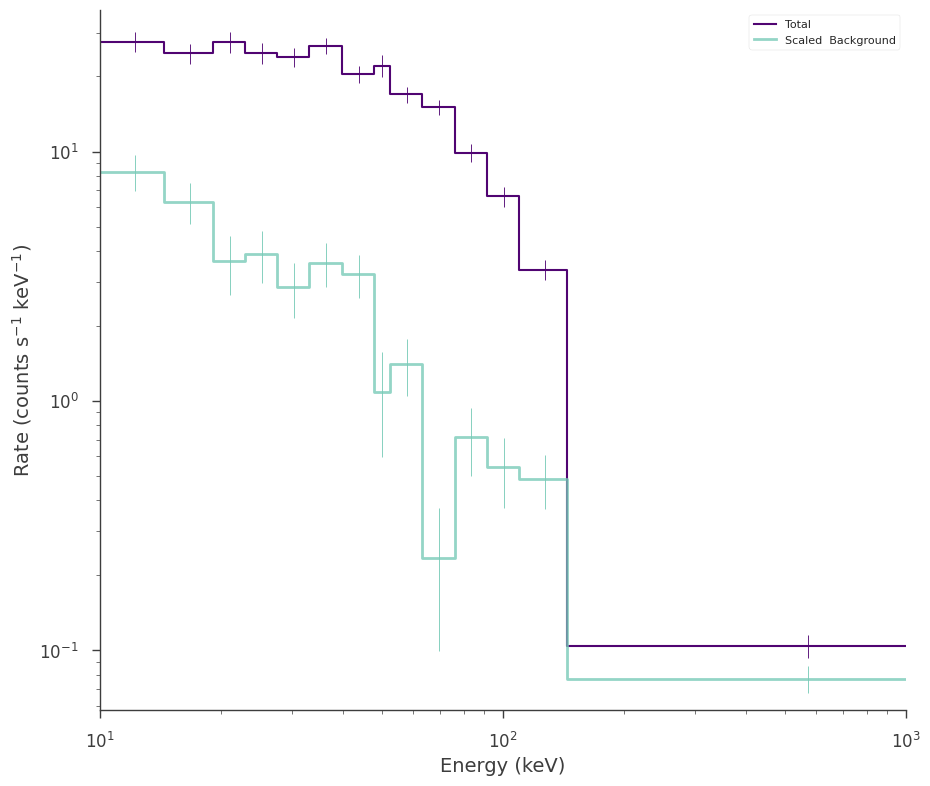 Total
Scaled  Background
10¹
10⁰
10⁻¹
Rate (counts s⁻¹ keV⁻¹)
10¹
10²
10³
Energy (keV)